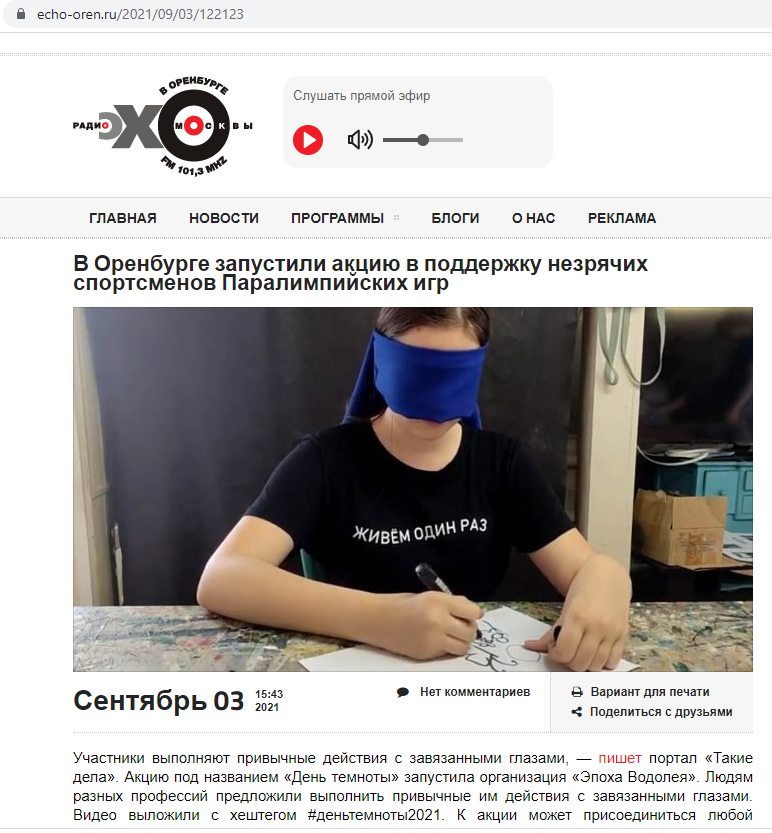 echo-oren.ru/2021/09/03/122123
В ОРЕНБУРГЕ
РАДИО ЭХО МОСКВЫ
FM 101,3 MHZ
Слушать прямой эфир
ГЛАВНАЯ НОВОСТИ ПРОГРАММЫ БЛОГИ О НАС РЕКЛАМА
В Оренбурге запустили акцию в поддержку незрячих
спортсменов Паралимпийских игр
ЖИВЁМ ОДИН РАЗ
Сентябрь 03 15:43
2021
Нет комментариев
Вариант для печати
Поделиться с друзьями
Участники выполняют привычные действия с завязанными глазами, — пишет портал «Такие
дела». Акцию под названием «День темноты» запустила организация «Эпоха Водолея». Людям
разных профессий предложили выполнить привычные им действия с завязанными глазами.
Видео выложили с хештегом #деньтемноты2021. К акции может присоединиться любой